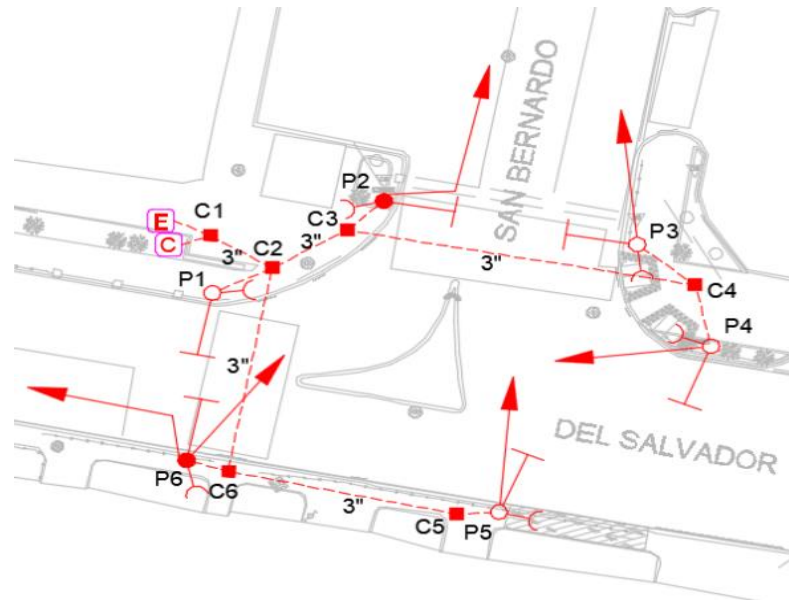 SAN BERNARDO
P2
E
C
C1
C3
3"
C2
3"
P1
P3
3"
C4
P4
3"
DEL SALVADOR
P6
C6
3"
C5
P5